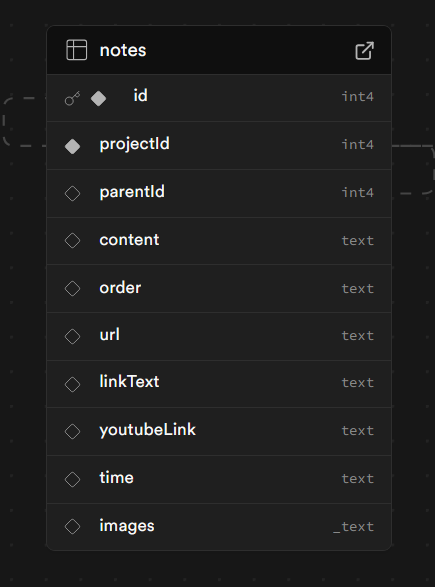 notes
id int4
projectId int4
parentId int4
content text
order text
url text
linkText text
youtubeLink text
time text
images _text